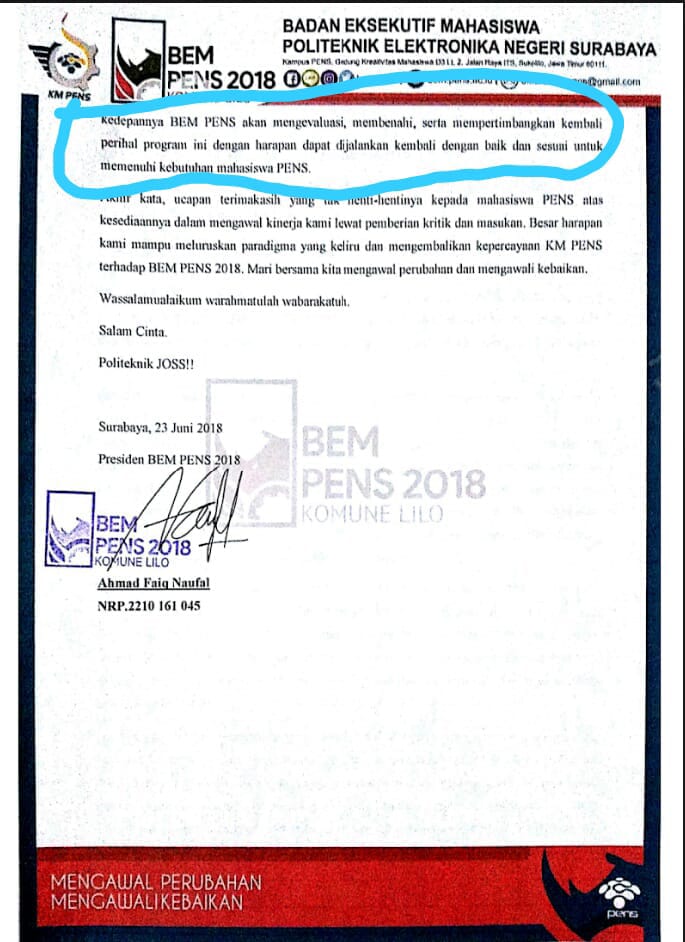 BADAN EKSEKUTIF MAHASISWA
POLITEKNIK ELEKTRONIKA NEGERI SURABAYA
Kampus PENS, Gedung Kreativitas Mahasiswa D3 Lt. 2, Jalan Raya ITS, Sukolilo, Jawa Timur 60111.
@gmail.com
KM PENS
BEM
PENS 2018
KOMUNE LILO
Kedepannya BEM PENS akan mengevaluasi, membenahi, serta mempertimbangkan kembali
perihal program ini dengan harapan dapat dijalankan kembali dengan baik dan sesuai untuk
memenuhi kebutuhan mahasiswa PENS.
Akhir kata, ucapan terimakasih yang tak henti-hentinya kepada mahasiswa PENS atas
kesediaannya dalam mengawal kinerja kami lewat pemberian kritik dan masukan. Besar harapan
kami mampu meluruskan paradigma yang keliru dan mengembalikan kepercayaan KM PENS
terhadap BEM PENS 2018. Mari bersama kita mengawal perubahan dan mengawali kebaikan.
Wassalamualaikum warahmatulah wabarakatuh.
Salam Cinta.
Politeknik JOSS!!
Surabaya, 23 Juni 2018
Presiden BEM PENS 2018
BEM
PENS 2018
KOMUNE LILO
BEM
PENS 2018
KOMUNE LILO
Ahmad Faiq Naufal
NRP.2210 161 045
MENGAWAL PERUBAHAN
MENGAWALI KEBAIKAN
pens